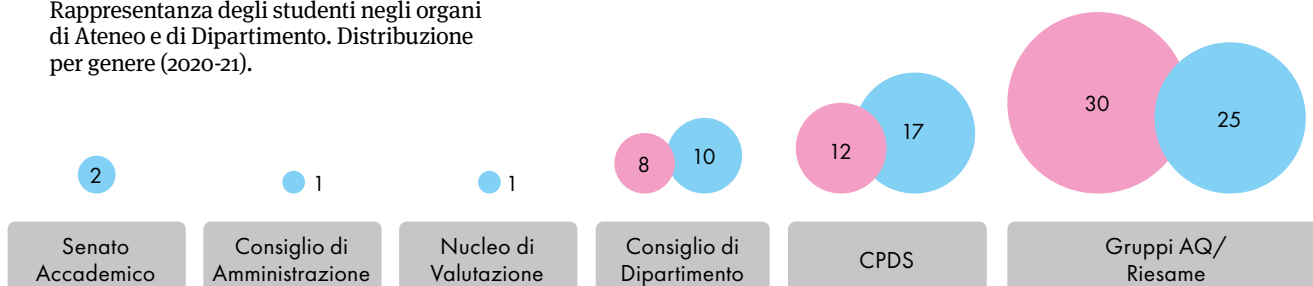 Rappresentanza degli studenti negli organi
di Ateneo e di Dipartimento. Distribuzione
per genere (2020-21).
2
1
1
8
10
12
17
30
25
Senato
Accademico
Consiglio di
Amministrazione
Nucleo di
Valutazione
Consiglio di
Dipartimento
CPDS
Gruppi AQ/
Riesame